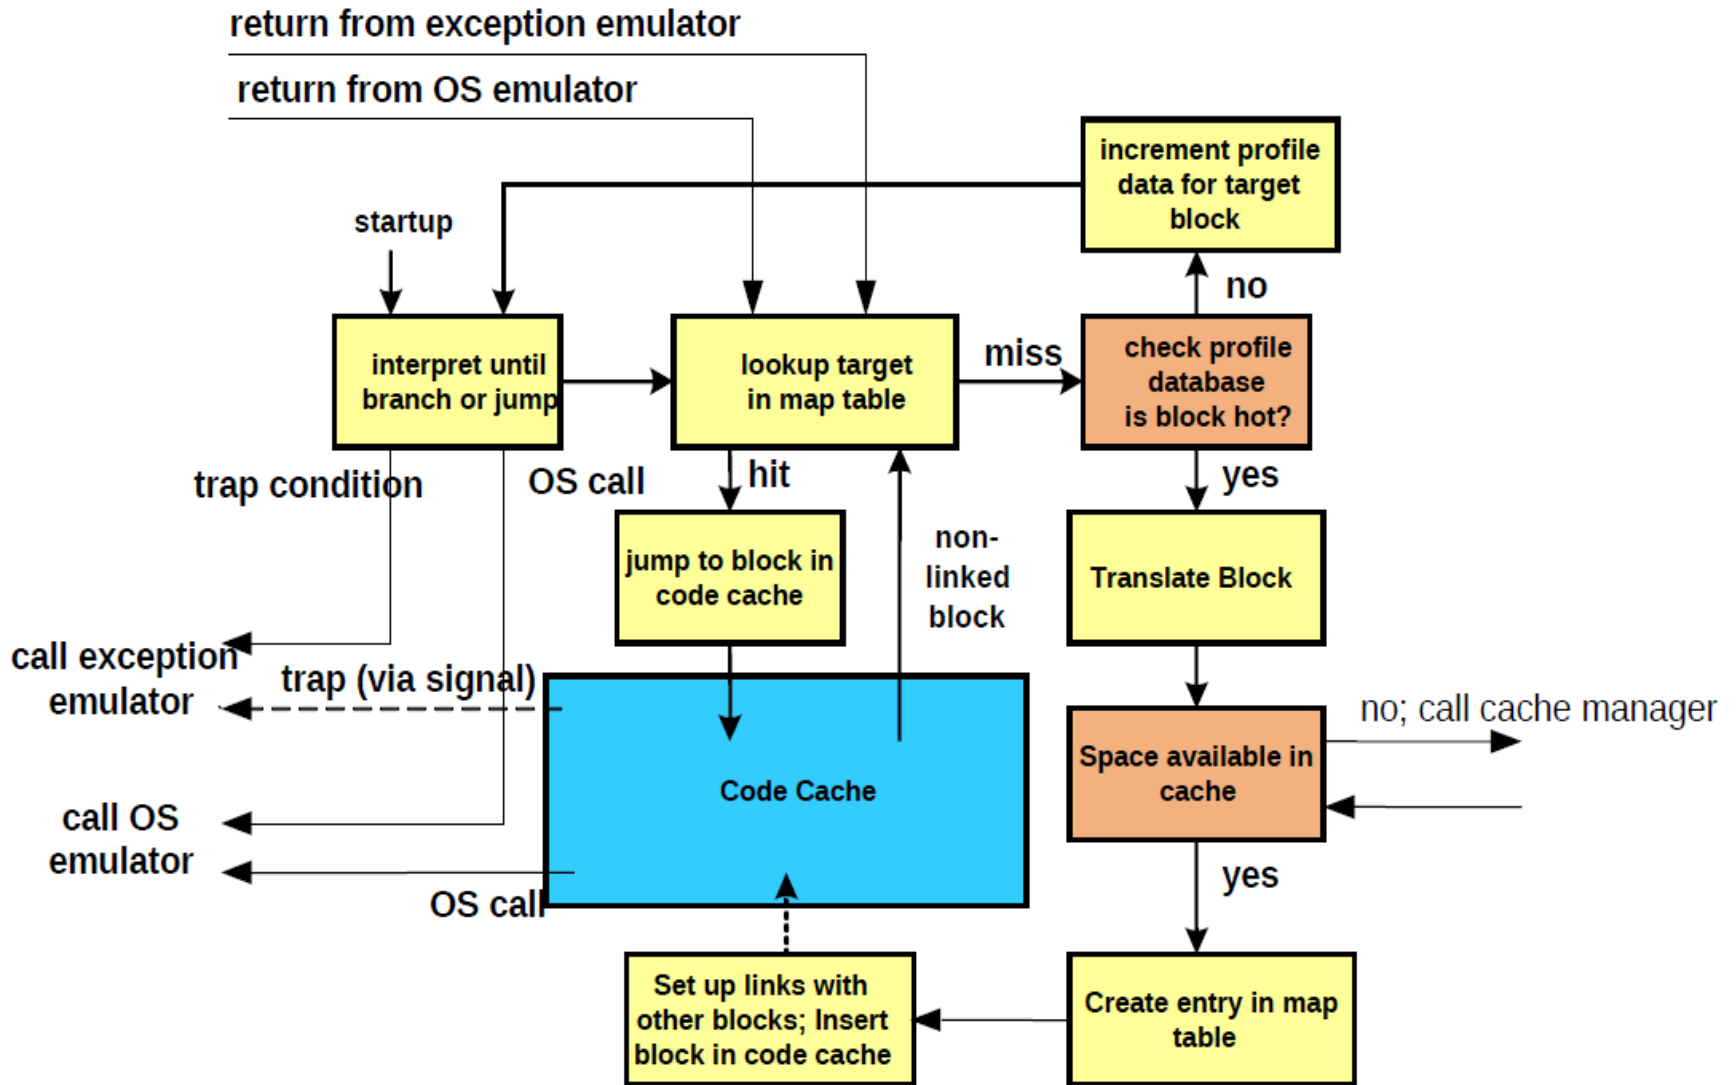 return from exception emulator
return from OS emulator
increment profile
data for target
block
startup
no
interpret until
branch or jump
lookup target
in map table
miss
check profile
database
is block hot?
trap condition
OS call
hit
yes
jump to block in
code cache
non-
linked
block
Translate Block
call exception
emulator
trap (via signal)
no; call cache manager
Space available in
cache
Code Cache
call OS
emulator
OS call
yes
Set up links with
other blocks; Insert
block in code cache
Create entry in map
table